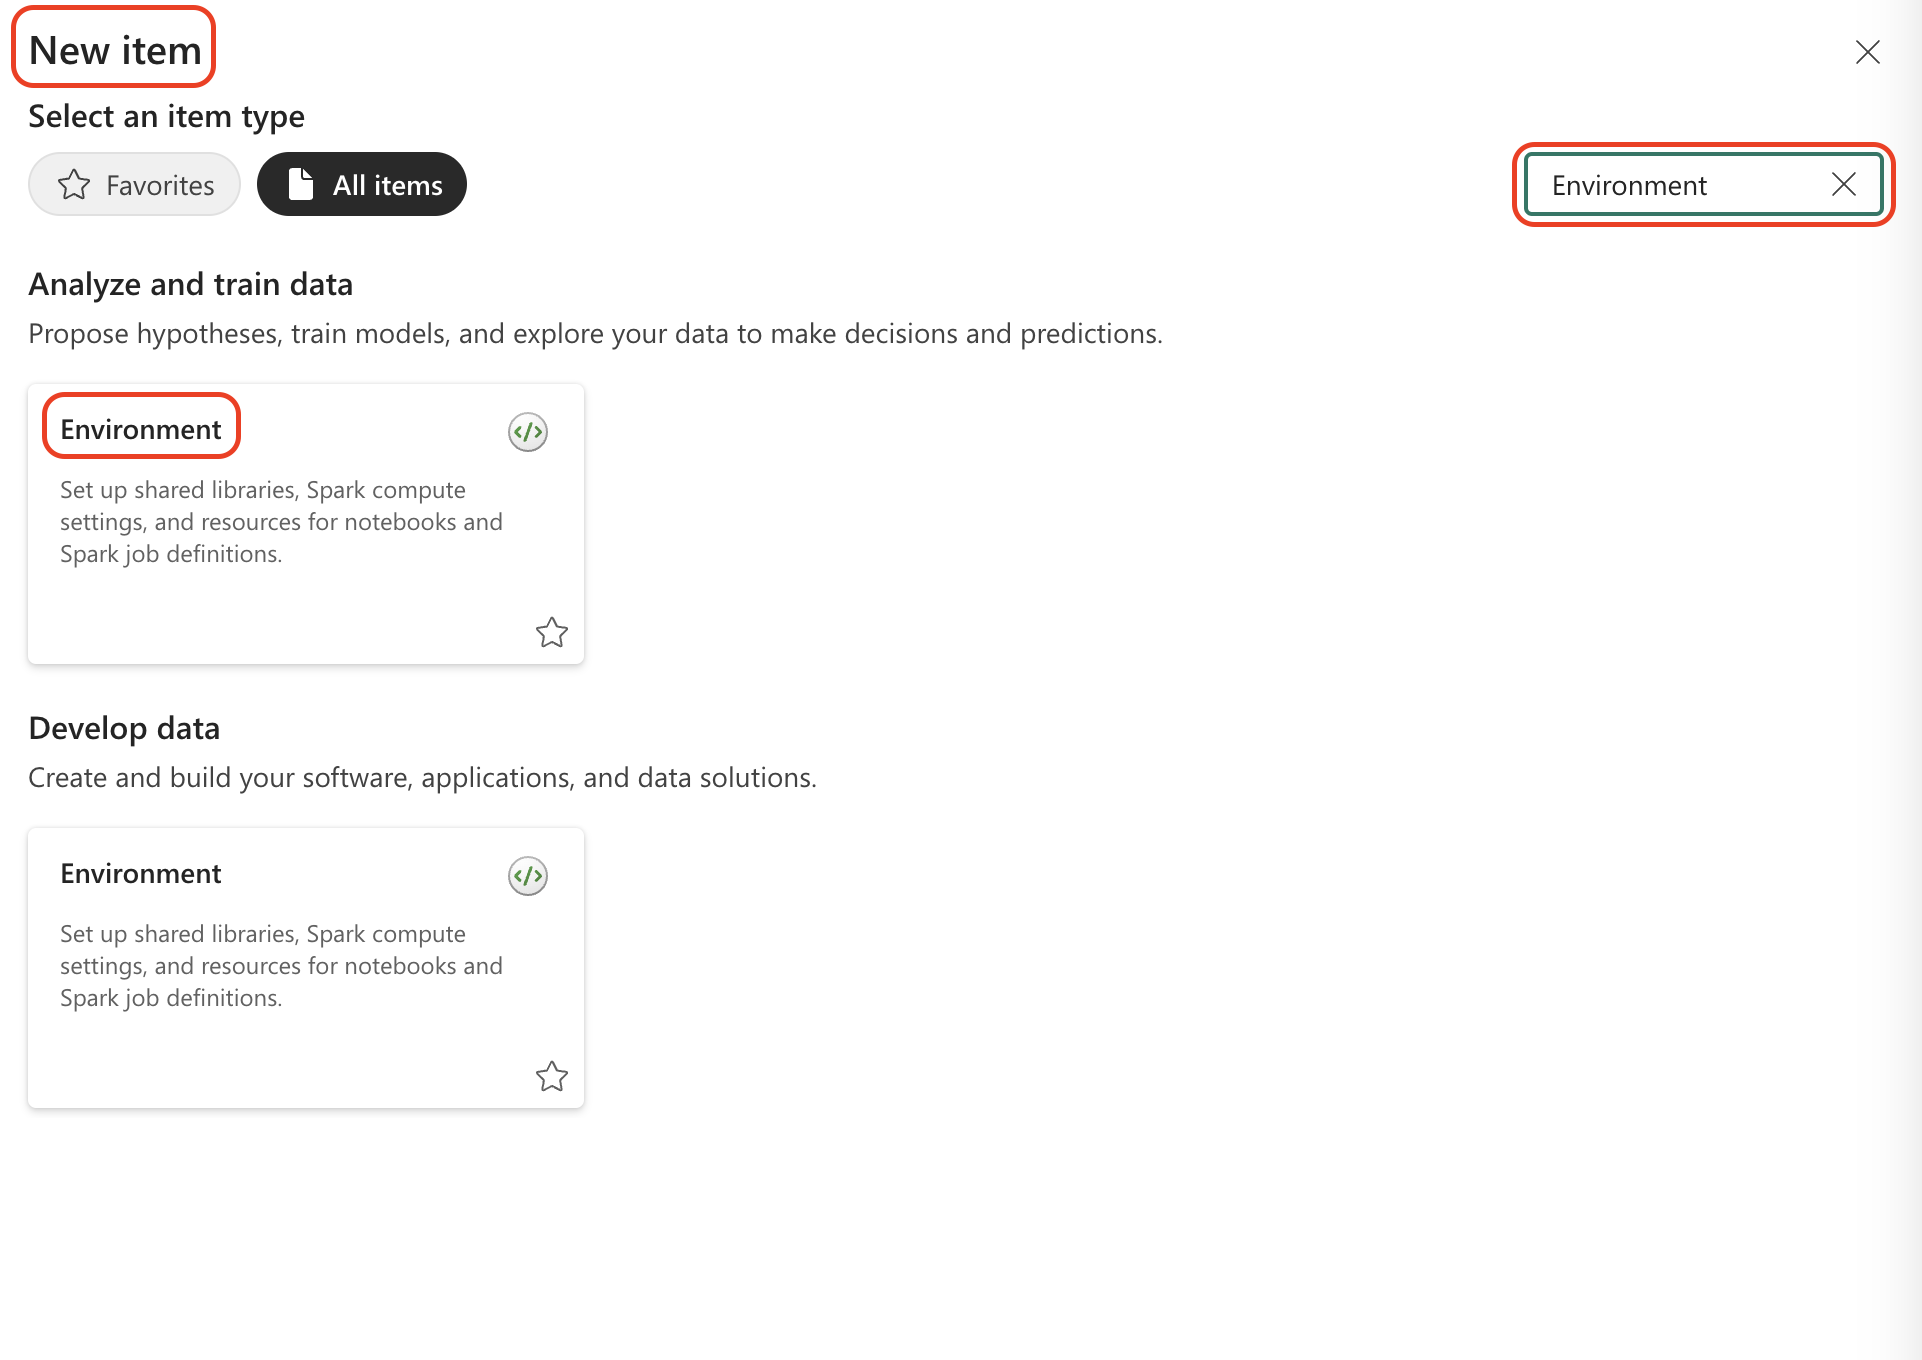 New item
Select an item type
Favorites
All items
Environment
Analyze and train data
Propose hypotheses, train models, and explore your data to make decisions and predictions.
Environment
Set up shared libraries, Spark compute
settings, and resources for notebooks and
Spark job definitions.
Develop data
Create and build your software, applications, and data solutions.
Environment
Set up shared libraries, Spark compute
settings, and resources for notebooks and
Spark job definitions.